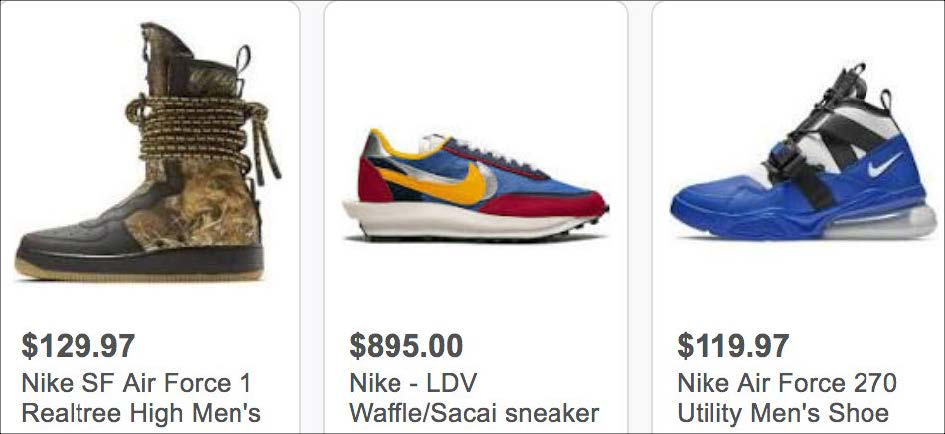 $129.97
Nike SF Air Force 1
Realtree High Men's
$895.00
Nike - LDV
Waffle/Sacai sneaker
$119.97
Nike Air Force 270
Utility Men's Shoe